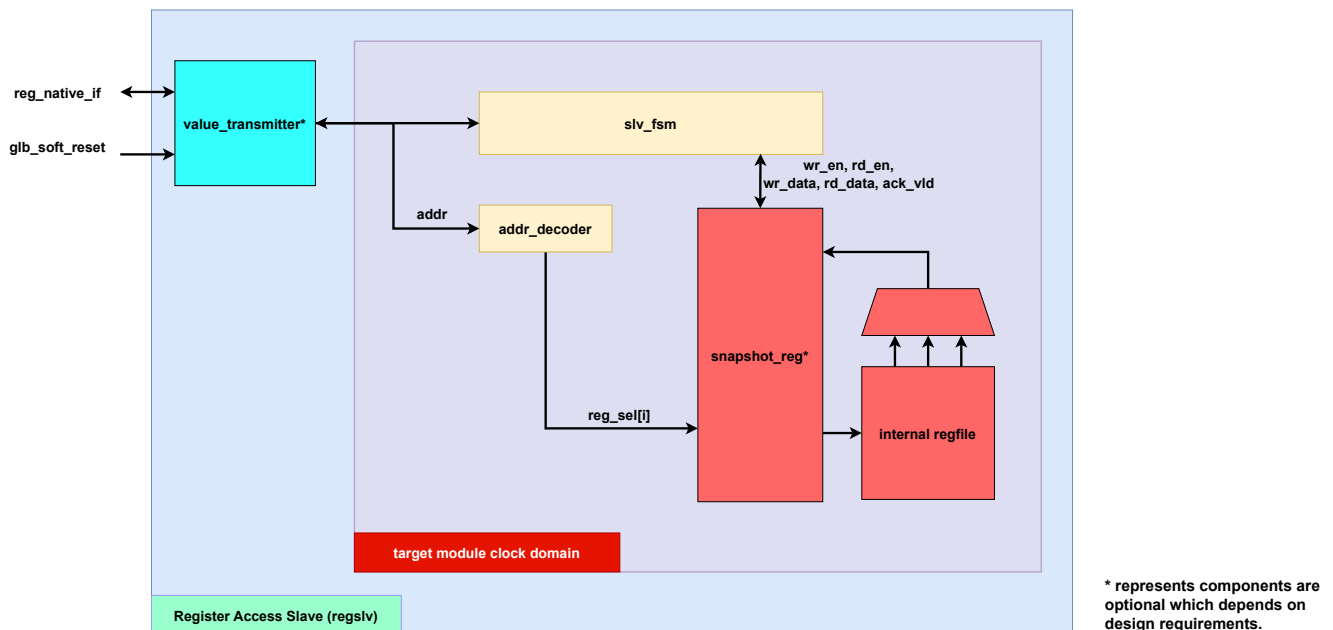 reg_native_if
glb_soft_reset
value_transmitter*
slv_fsm
wr_en, rd_en,
wr_data, rd_data, ack_vld
addr
addr_decoder
snapshot_reg*
reg_sel[i]
internal regfile
target module clock domain
Register Access Slave (regslv)
* represents components are
optional which depends on
design requirements.